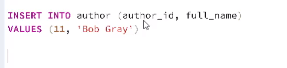 INSERT INTO author (author_id, full_name)
VALUES (11, 'Bob Gray')